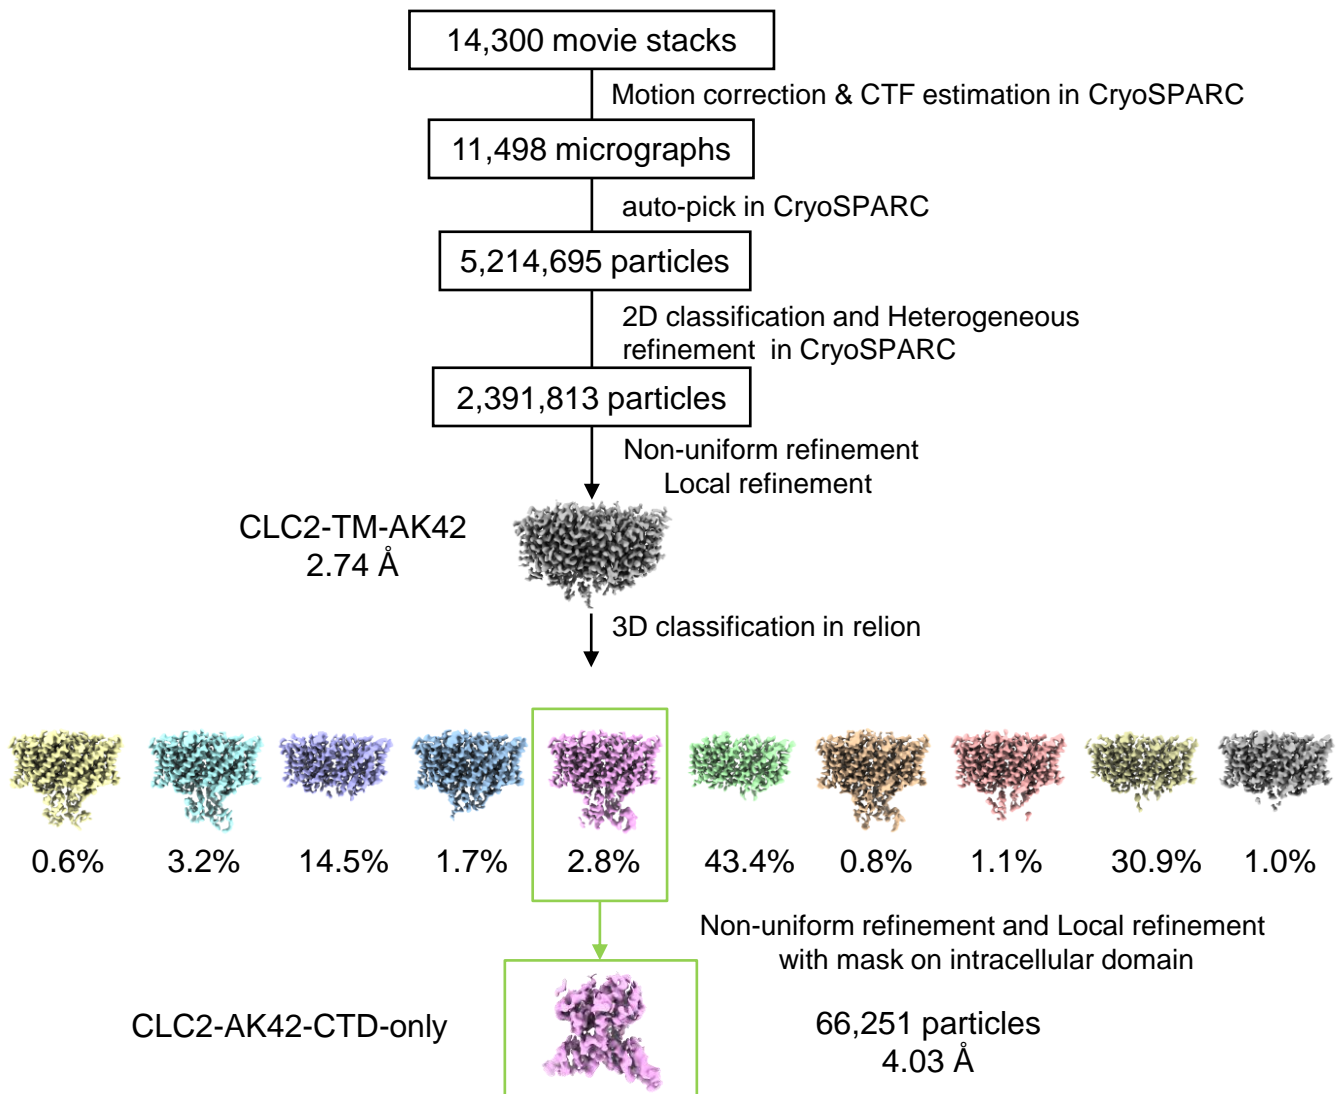 14,300 movie stacks
Motion correction & CTF estimation in CryoSPARC
11,498 micrographs
auto-pick in CryoSPARC
5,214,695 particles
2D classification and Heterogeneous
refinement in CryoSPARC
2,391,813 particles
Non-uniform refinement
Local refinement
CLC2-TM-AK42
2.74 Å
3D classification in relion
0.6%
3.2%
14.5%
1.7%
2.8%
43.4%
0.8%
1.1%
30.9%
1.0%
Non-uniform refinement and Local refinement
with mask on intracellular domain
CLC2-AK42-CTD-only
66,251 particles
4.03 Å